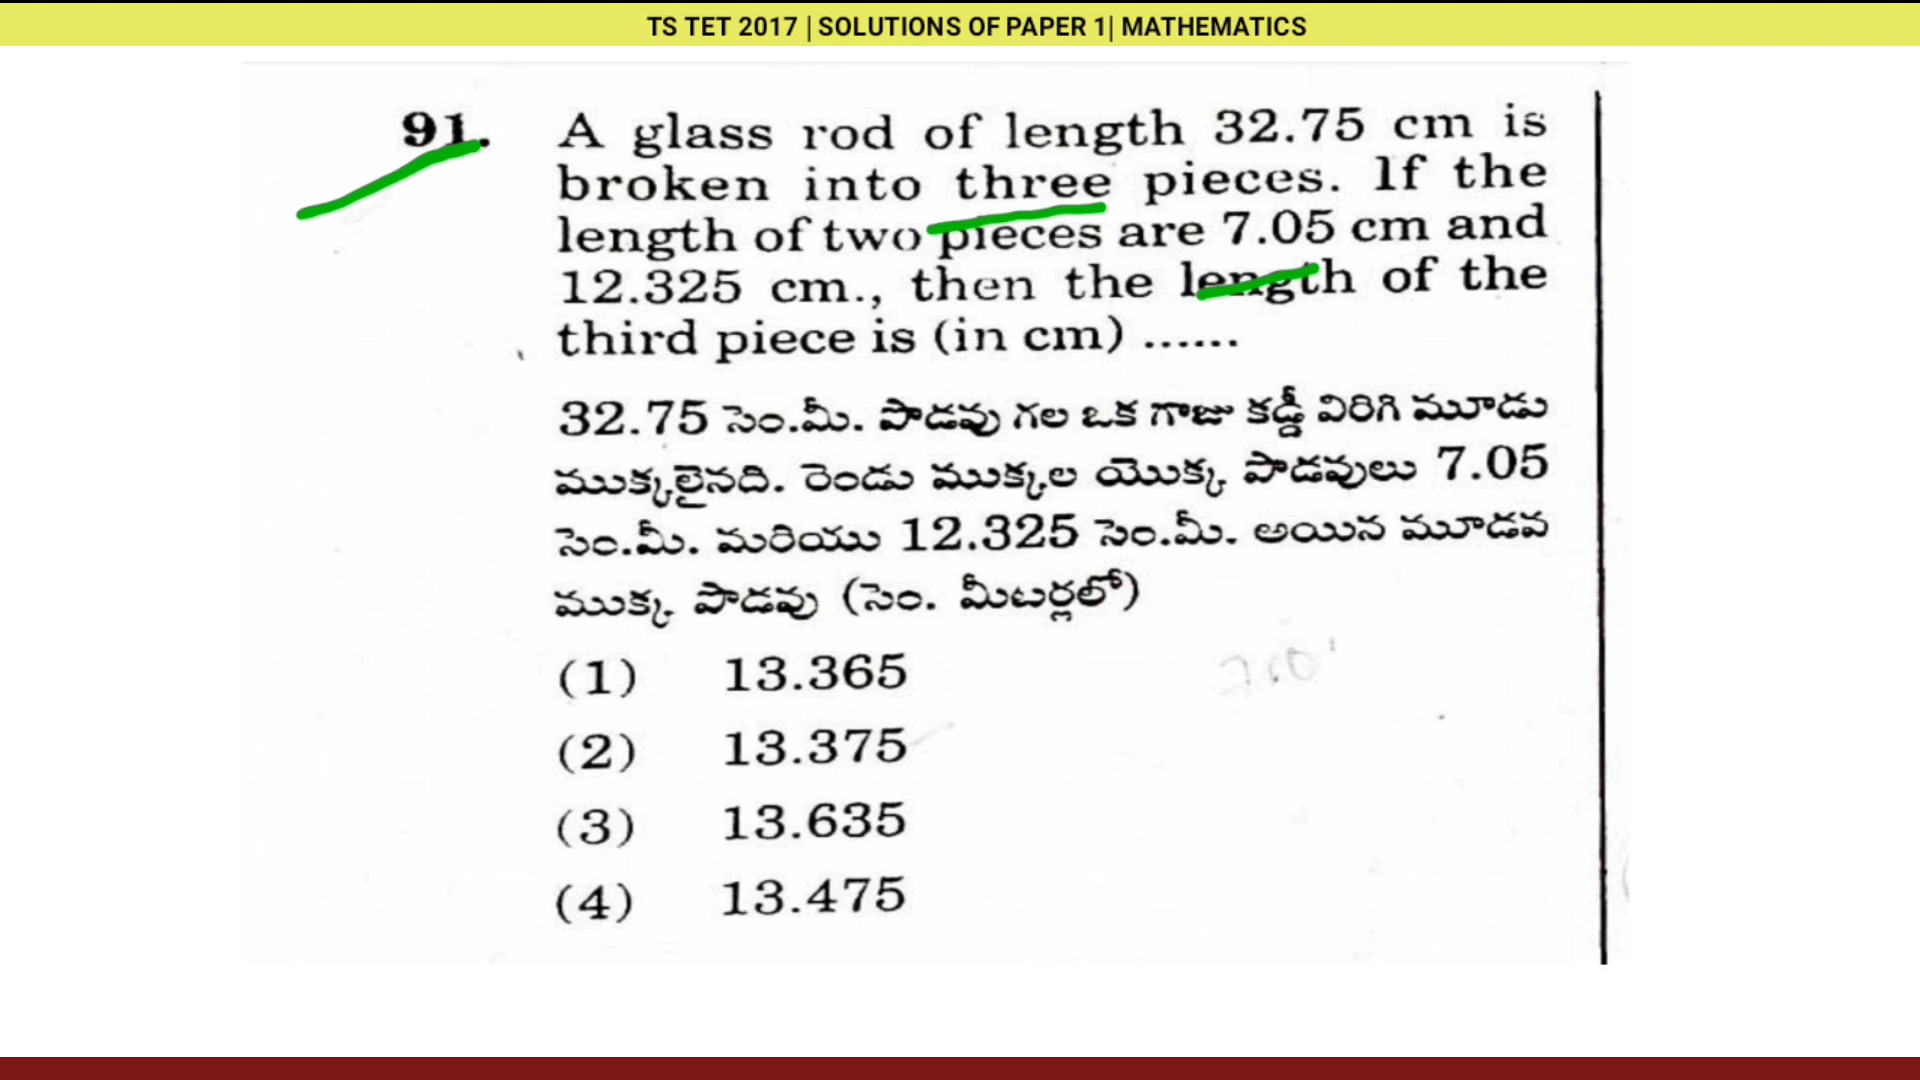 TS TET 2017 | SOLUTIONS OF PAPER 1| MATHEMATICS
91. A glass rod of length 32.75 cm is
broken into three pieces. If the
length of two pieces are 7.05 cm and
12.325 cm., then the length of the
third piece is (in cm) ......
32.75 సెం.మీ. పొడవు గల ఒక గాజు కడ్డీ విరిగి మూడు
ముక్కలైనది. రెండు ముక్కల యొక్క పొడవులు 7.05
సెం.మీ. మరియు 12.325 సెం.మీ. అయిన మూడవ
ముక్క పొడవు (సెం. మీటర్లలో)
(1) 13.365
(2) 13.375
(3) 13.635
(4) 13.475